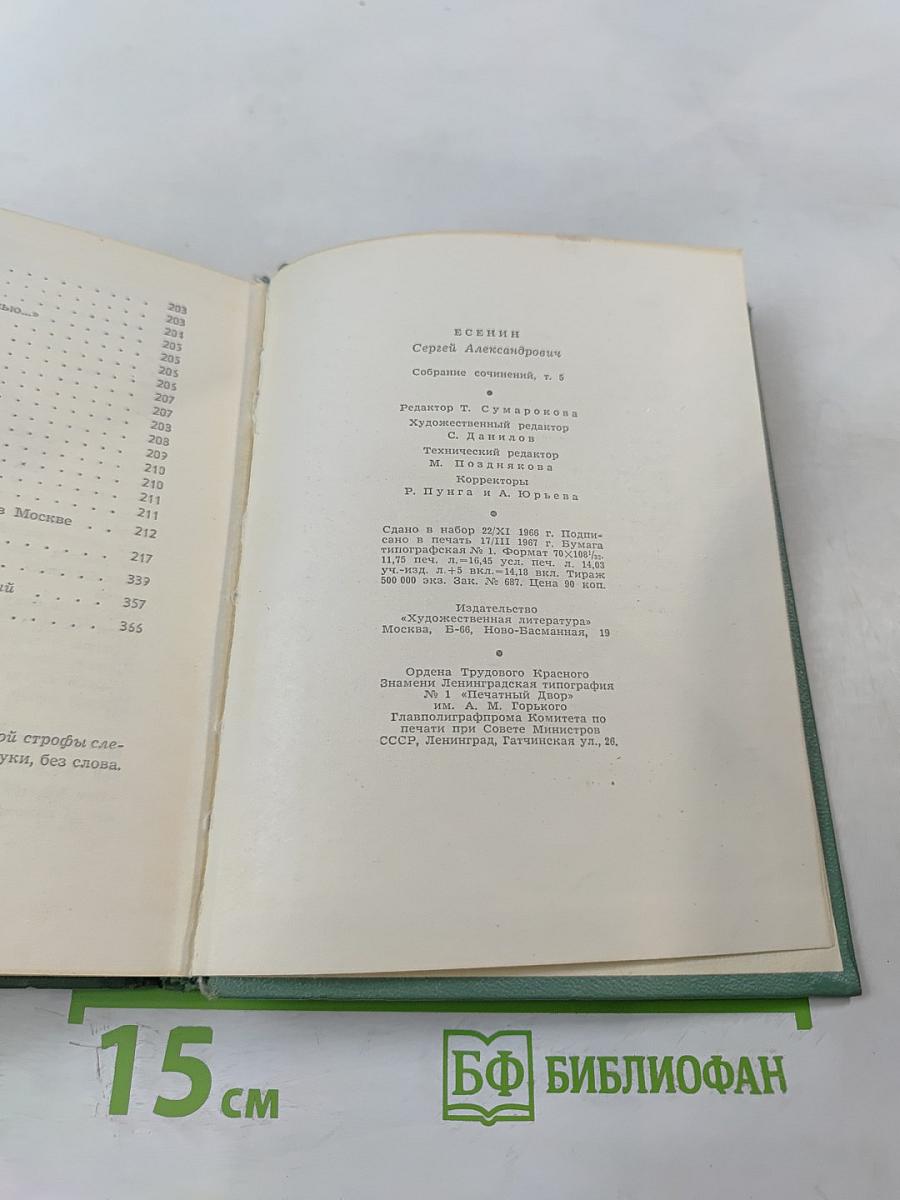 203
203
ью...»
204
205
205
205
205
207
207
208
208
209
210
210
211
211
в Москве . . 212
217
339
357
366
ой строфы сле-
уки, без слова.
ЕСЕНИН
Сергей Александрович
Собрание сочинений, т. 5
Редактор Т. Сумарокова
Художественный редактор
С. Данилов
Технический редактор
М. Позднякова
Корректоры
Р. Пунга и А. Юрьева
Сдано в набор 22/XI 1966 г. Подпи-
сано в печать 17/III 1967 г. Бумага
типографская № 1. Формат 70×108¹/₃₂.
11,75 печ. л.=16,45 усл. печ. л. 14,03
уч.-изд. л.+5 вкл.=14,18 вкл. Тираж
500 000 экз. Зак. № 687. Цена 90 коп.
Издательство
«Художественная литература»
Москва, Б-66, Ново-Басманная, 19
Ордена Трудового Красного
Знамени Ленинградская типография
№ 1 «Печатный Двор»
им. А. М. Горького
Главполиграфпрома Комитета по
печати при Совете Министров
СССР, Ленинград, Гатчинская ул., 26.
15 см
БФ БИБЛИОФАН